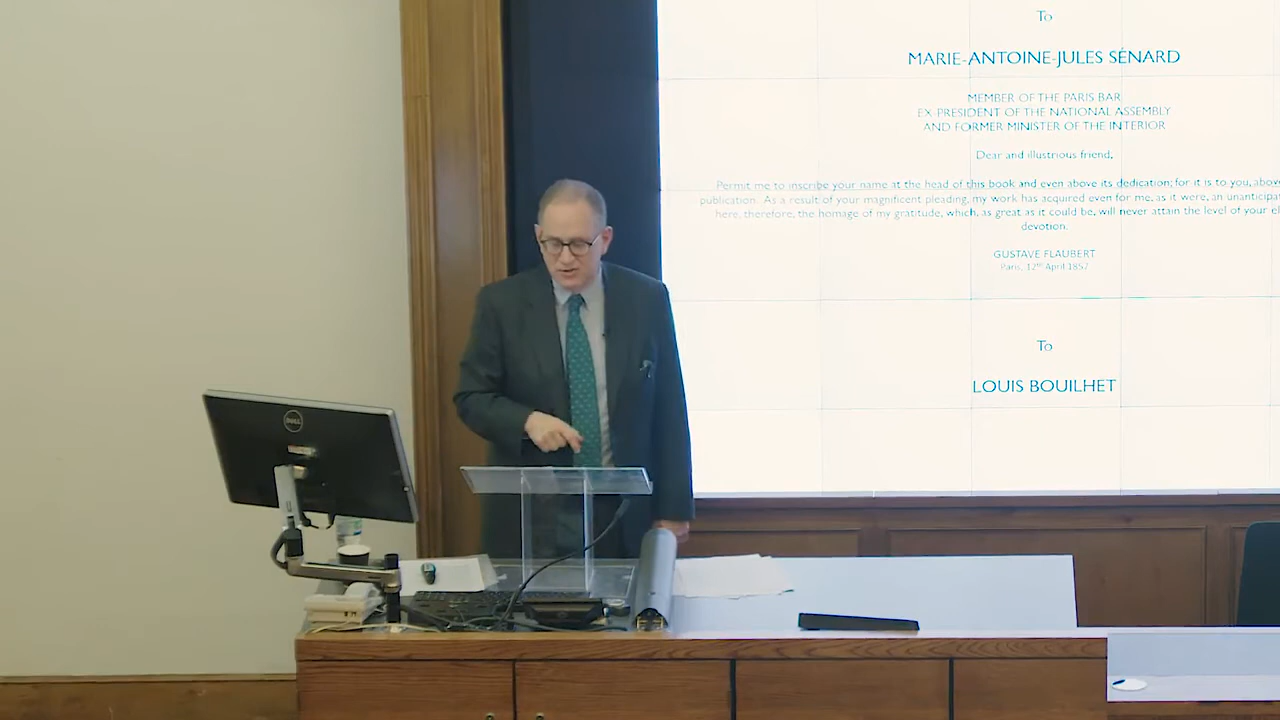 To
MARIE-ANTOINE-JULES SÉNARD
MEMBER OF THE PARIS BAR,
EX-PRESIDENT OF THE NATIONAL ASSEMBLY
AND FORMER MINISTER OF THE INTERIOR
Dear and illustrious friend,
Permit me to inscribe your name at the head of this book and even above its dedication; for it is to you, above
publication. As a result of your magnificent pleading, my work has acquired even for me, as it were, an
here, therefore, the homage of my gratitude, which, as great as it could be, will never attain the level of your
devotion.
GUSTAVE FLAUBERT
Paris, 12th April 1857
To
LOUIS BOUILHET
DELL